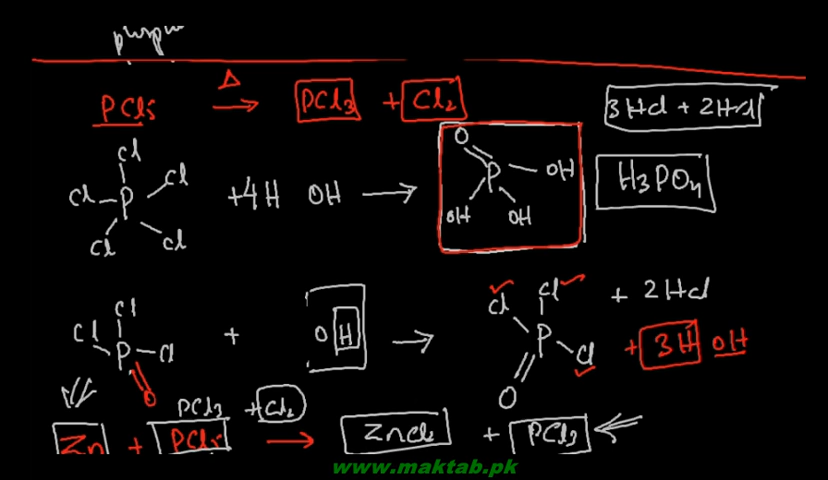 PCl5 Δ → PCl3 + Cl2
3HCl + 2HCl
Cl Cl Cl P Cl Cl + 4H OH → O P OH OH OH
H3PO4
Cl Cl P Cl O + O H → Cl Cl P Cl O + 2HCl
+ 3H OH
PCl3 + Cl2
Zn + PCl5 → ZnCl2 + PCl3
www.maktab.pk